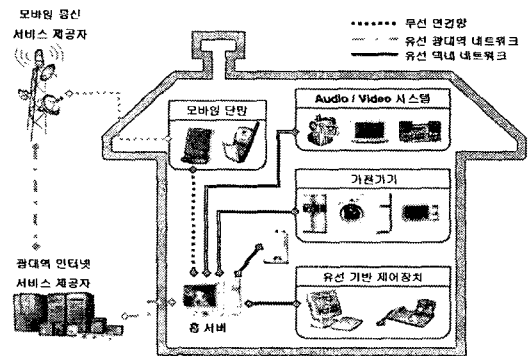 모바일 통신
서비스 제공자
무선 연결망
유선 광대역 네트워크
유선 댁내 네트워크
모바일 단말
Audio / Video 시스템
가전기기
광대역 인터넷
서비스 제공자
홈 서버
유선 기반 제어장치